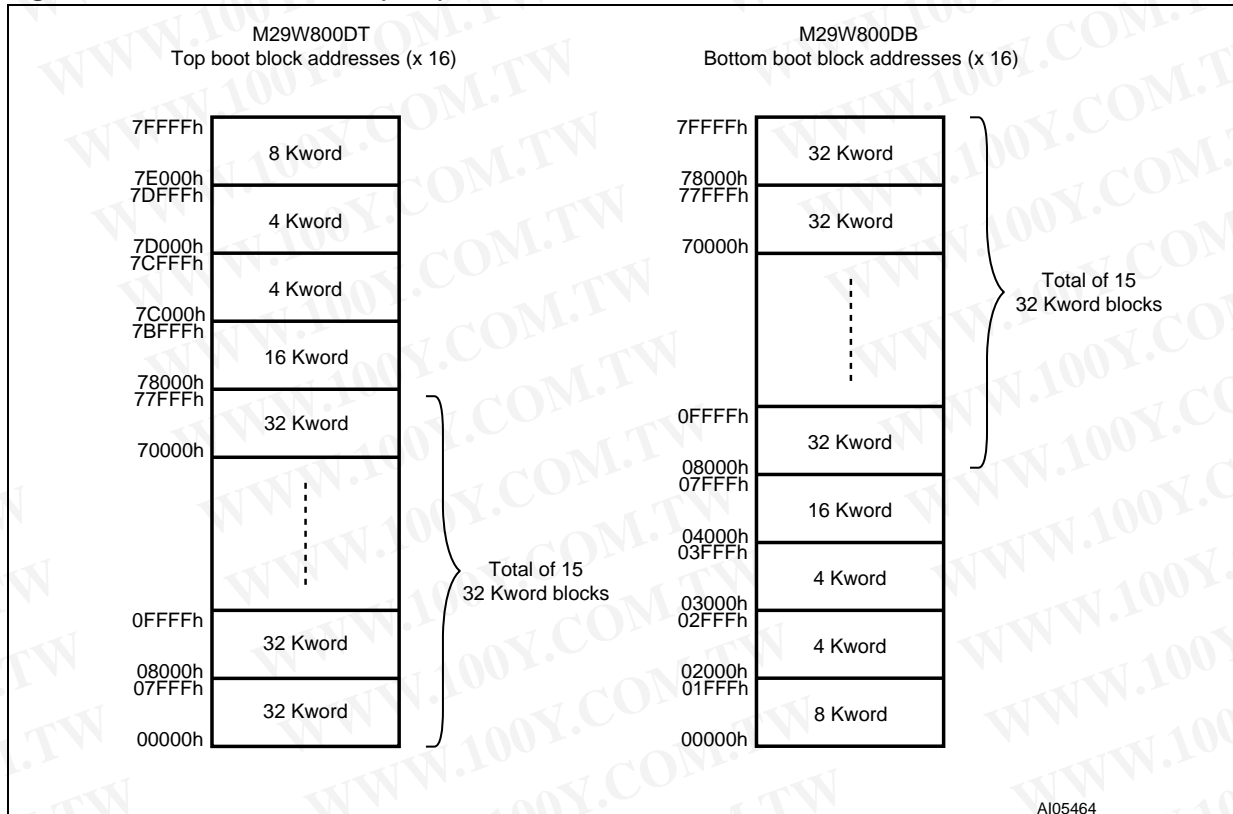 M29W800DT
Top boot block addresses (x 16)
7FFFFh
8 Kword
7E000h
7DFFFh
4 Kword
7D000h
7CFFFh
4 Kword
7C000h
7BFFFh
16 Kword
78000h
77FFFh
32 Kword
70000h
Total of 15
32 Kword blocks
0FFFFh
32 Kword
08000h
07FFFh
32 Kword
00000h
M29W800DB
Bottom boot block addresses (x 16)
7FFFFh
32 Kword
78000h
77FFFh
32 Kword
70000h
Total of 15
32 Kword blocks
0FFFFh
32 Kword
08000h
07FFFh
16 Kword
04000h
03FFFh
4 Kword
03000h
02FFFh
4 Kword
02000h
01FFFh
8 Kword
00000h
AI05464
WWW.100Y.COM.TW